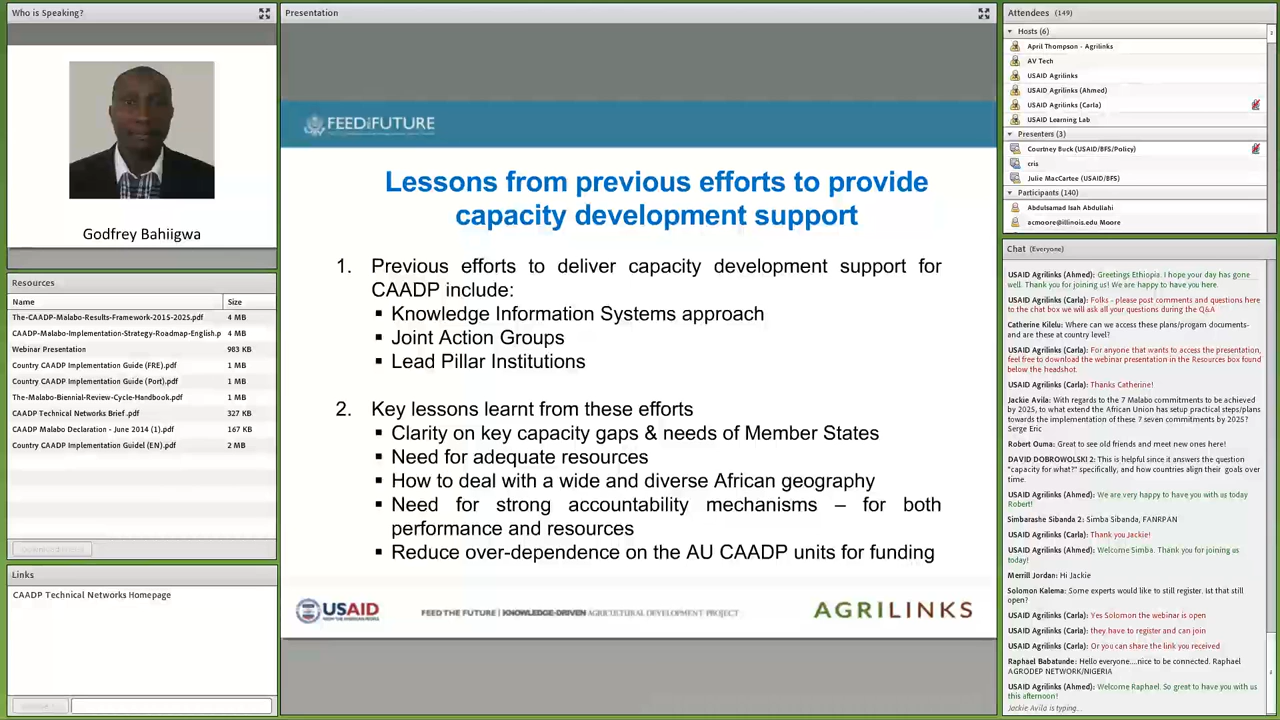 Who is Speaking?
Godfrey Bahiigwa
Resources
Name Size
The-CAADP-Malabo-Results-Framework-2015-2025.pdf 4 MB
CAADP-Malabo-Implementation-Strategy-Roadmap-English.p 4 MB
Webinar Presentation 983 KB
Country CAADP Implementation Guide (FRE).pdf 1 MB
Country CAADP Implementation Guide (Port).pdf 1 MB
The-Malabo-Biennial-Review-Cycle-Handbook.pdf 1 MB
CAADP Technical Networks Brief .pdf 327 KB
CAADP Malabo Declaration - June 2014 (1).pdf 167 KB
Country CAADP Implementation Guidel (EN).pdf 2 MB
Links
CAADP Technical Networks Homepage
Presentation
FEED THE FUTURE
Lessons from previous efforts to provide
capacity development support
1. Previous efforts to deliver capacity development support for
CAADP include:
▪ Knowledge Information Systems approach
▪ Joint Action Groups
▪ Lead Pillar Institutions
2. Key lessons learnt from these efforts
▪ Clarity on key capacity gaps & needs of Member States
▪ Need for adequate resources
▪ How to deal with a wide and diverse African geography
▪ Need for strong accountability mechanisms – for both
performance and resources
▪ Reduce over-dependence on the AU CAADP units for funding
USAID
FROM THE AMERICAN PEOPLE
FEED THE FUTURE | KNOWLEDGE-DRIVEN AGRICULTURAL DEVELOPMENT PROJECT
AGRILINKS
Attendees (149)
Hosts (6)
April Thompson - Agrilinks
AV Tech
USAID Agrilinks
USAID Agrilinks (Ahmed)
USAID Agrilinks (Carla)
USAID Learning Lab
Presenters (3)
Courtney Buck (USAID/BFS/Policy)
cris
Julie MacCartee (USAID/BFS)
Participants (140)
Abdulsamad Isah Abdullahi
acmoore@illinois.edu Moore
Chat (Everyone)
USAID Agrilinks (Ahmed): Greetings Ethiopia. I hope your day has gone
well. Thank you for joining us! We are happy to have you here.
USAID Agrilinks (Carla): Folks - please post comments and questions here
to the chat box we will ask all your questions during the Q&A
Catherine Kilelu: Where can we access these plans/progam documents-
and are these at country level?
USAID Agrilinks (Carla): For anyone that wants to access the presentation,
feel free to download the webinar presentation in the Resources box found
below the headshot.
USAID Agrilinks (Carla): Thanks Catherine!
Jackie Avila: With regards to the 7 Malabo commitments to be achieved
by 2025, to what extend the African Union has setup practical steps/plans
towards the implementation of these 7 seven commitments by 2025?
Serge Eric
Robert Ouma: Great to see old friends and meet new ones here!
DAVID DOBROWOLSKI 2: This is helpful since it answers the question
"capacity for what?" specifically, and how countries align their goals over
time.
USAID Agrilinks (Ahmed): We are very happy to have you with us today
Robert!
Simbarashe Sibanda 2: Simba Sibanda, FANRPAN
USAID Agrilinks (Carla): Thank you Jackie!
USAID Agrilinks (Ahmed): Welcome Simba. Thank you for joining us
today!
Merrill Jordan: Hi Jackie
Solomon Kalema: Some experts would like to still register. Ist that still
open?
USAID Agrilinks (Carla): Yes Solomon the webinar is open
USAID Agrilinks (Carla): they have to register and can join
USAID Agrilinks (Carla): Or you can share the link you received
Raphael Babatunde: Hello everyone....nice to be connected. Raphael
AGRODEP NETWORK/NIGERIA
USAID Agrilinks (Ahmed): Welcome Raphael. So great to have you with us
this afternoon!
Jackie Avila is typing...